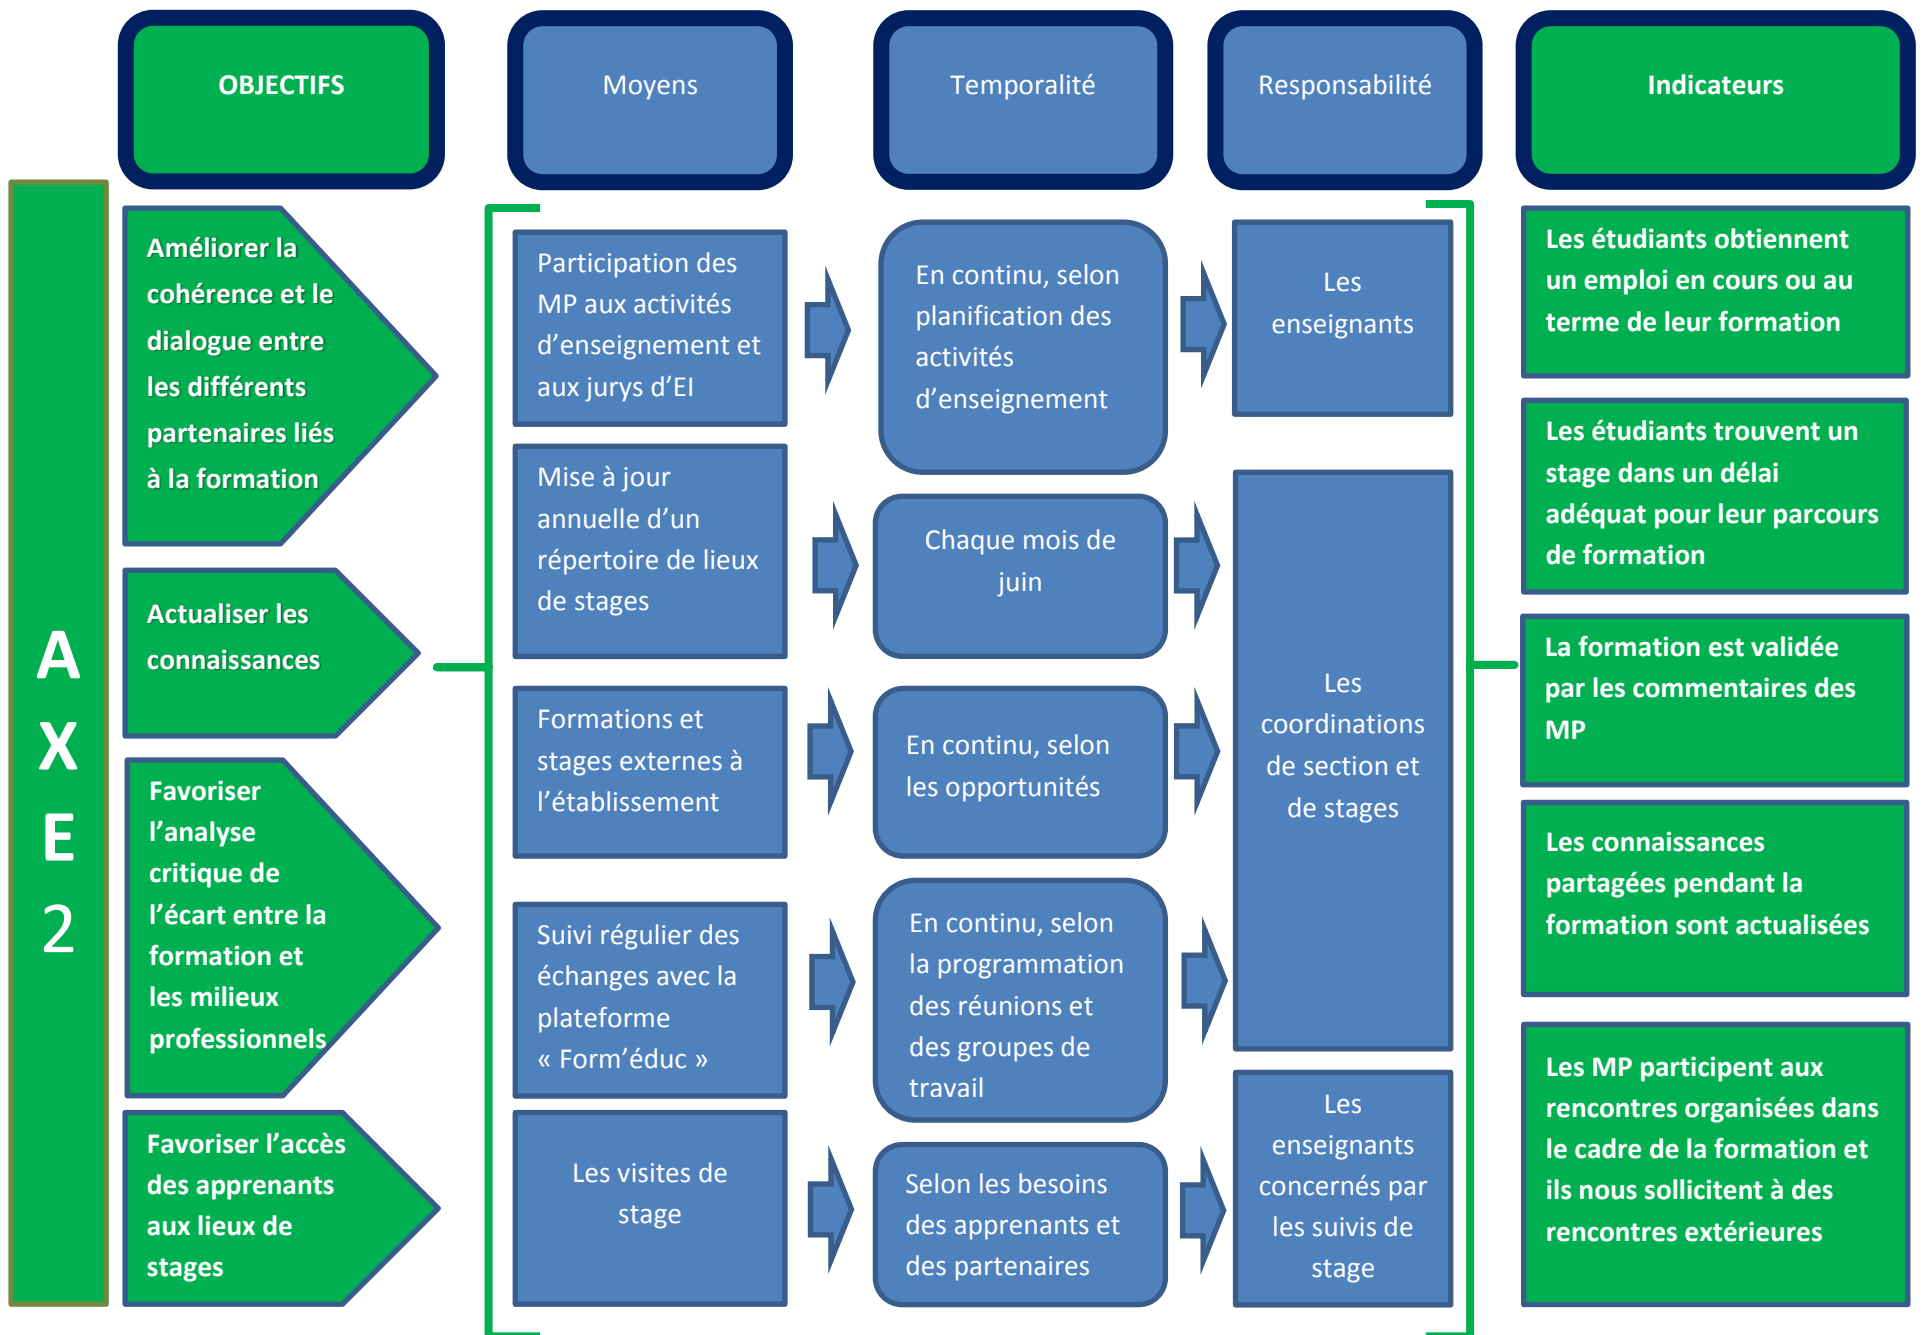 OBJECTIFS
Moyens
Temporalité
Responsabilité
Indicateurs
A
X
E
2
Améliorer la
cohérence et le
dialogue entre
les différents
partenaires liés
à la formation
Actualiser les
connaissances
Favoriser
l’analyse
critique de
l’écart entre la
formation et
les milieux
professionnels
Favoriser l’accès
des apprenants
aux lieux de
stages
Participation des
MP aux activités
d’enseignement et
aux jurys d’EI
Mise à jour
annuelle d’un
répertoire de lieux
de stages
Formations et
stages externes à
l’établissement
Suivi régulier des
échanges avec la
plateforme
« Form’éduc »
Les visites de
stage
En continu, selon
planification des
activités
d’enseignement
Chaque mois de
juin
En continu, selon
les opportunités
En continu, selon
la programmation
des réunions et
des groupes de
travail
Selon les besoins
des apprenants et
des partenaires
Les
enseignants
Les
coordinations
de section et
de stages
Les
enseignants
concernés par
les suivis de
stage
Les étudiants obtiennent
un emploi en cours ou au
terme de leur formation
Les étudiants trouvent un
stage dans un délai
adéquat pour leur parcours
de formation
La formation est validée
par les commentaires des
MP
Les connaissances
partagées pendant la
formation sont actualisées
Les MP participent aux
rencontres organisées dans
le cadre de la formation et
ils nous sollicitent à des
rencontres extérieures